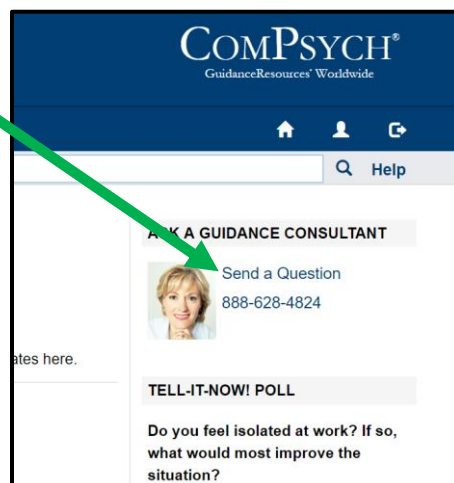 COMPSYCH®
GuidanceResources® Worldwide
Help
ASK A GUIDANCE CONSULTANT
Send a Question
888-628-4824
ates here.
TELL-IT-NOW! POLL
Do you feel isolated at work? If so,
what would most improve the
situation?